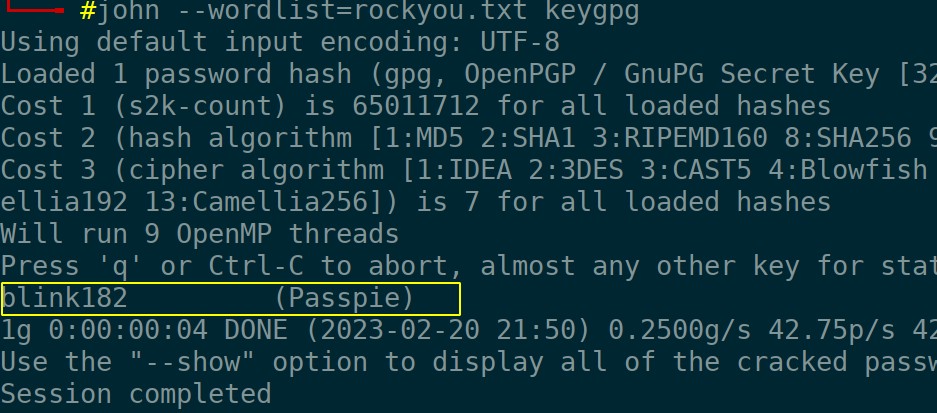 #john --wordlist=rockyou.txt keygpg
Using default input encoding: UTF-8
Loaded 1 password hash (gpg, OpenPGP / GnuPG Secret Key [32
Cost 1 (s2k-count) is 65011712 for all loaded hashes
Cost 2 (hash algorithm [1:MD5 2:SHA1 3:RIPEMD160 8:SHA256 9
Cost 3 (cipher algorithm [1:IDEA 2:3DES 3:CAST5 4:Blowfish
ellia192 13:Camellia256]) is 7 for all loaded hashes
Will run 9 OpenMP threads
Press 'q' or Ctrl-C to abort, almost any other key for stat
blink182 (Passpie)
1g 0:00:00:04 DONE (2023-02-20 21:50) 0.2500g/s 42.75p/s 42
Use the "--show" option to display all of the cracked passw
Session completed